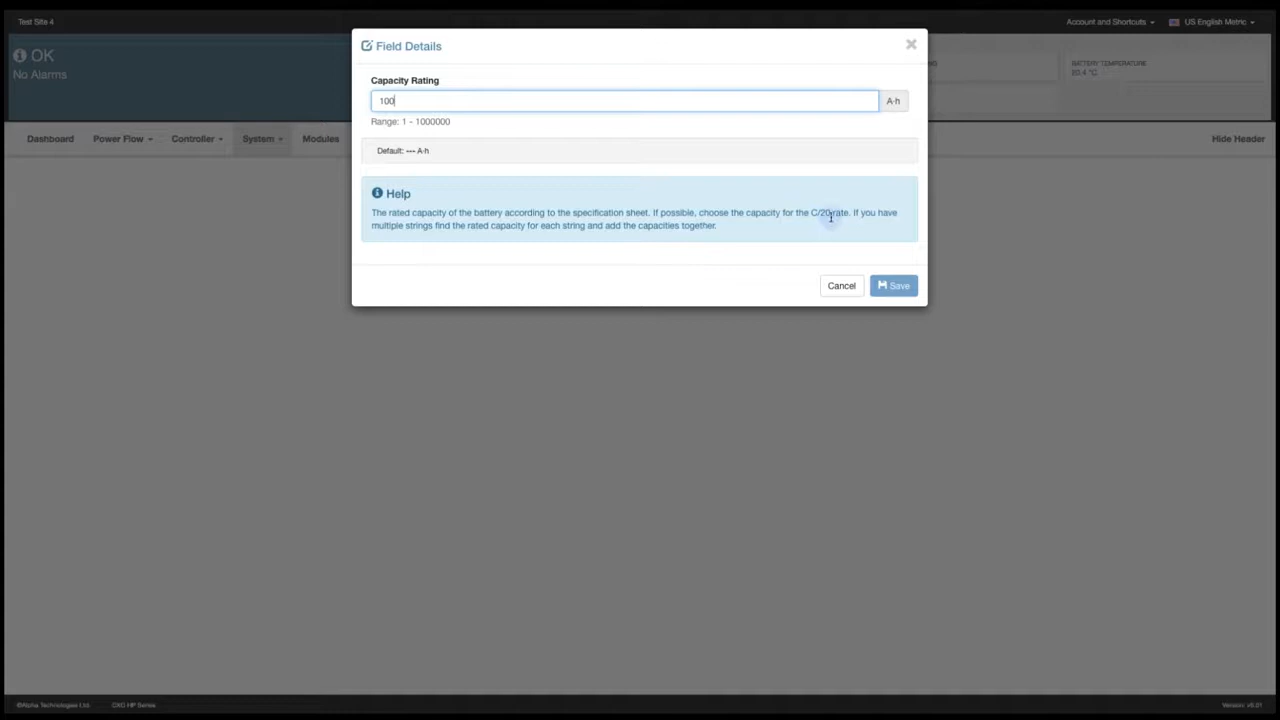 Test Site 4
Account and Shortcuts
US English Metric
OK
No Alarms
BATTERY TEMPERATURE
20.4 °C
Dashboard
Power Flow
Controller
System
Modules
Hide Header
Field Details
Capacity Rating
100
A·h
Range: 1 - 1000000
Default: --- A·h
Help
The rated capacity of the battery according to the specification sheet. If possible, choose the capacity for the C/20 rate. If you have
multiple strings find the rated capacity for each string and add the capacities together.
Cancel
Save
©Alpha Technologies Ltd.
CXC HP Series